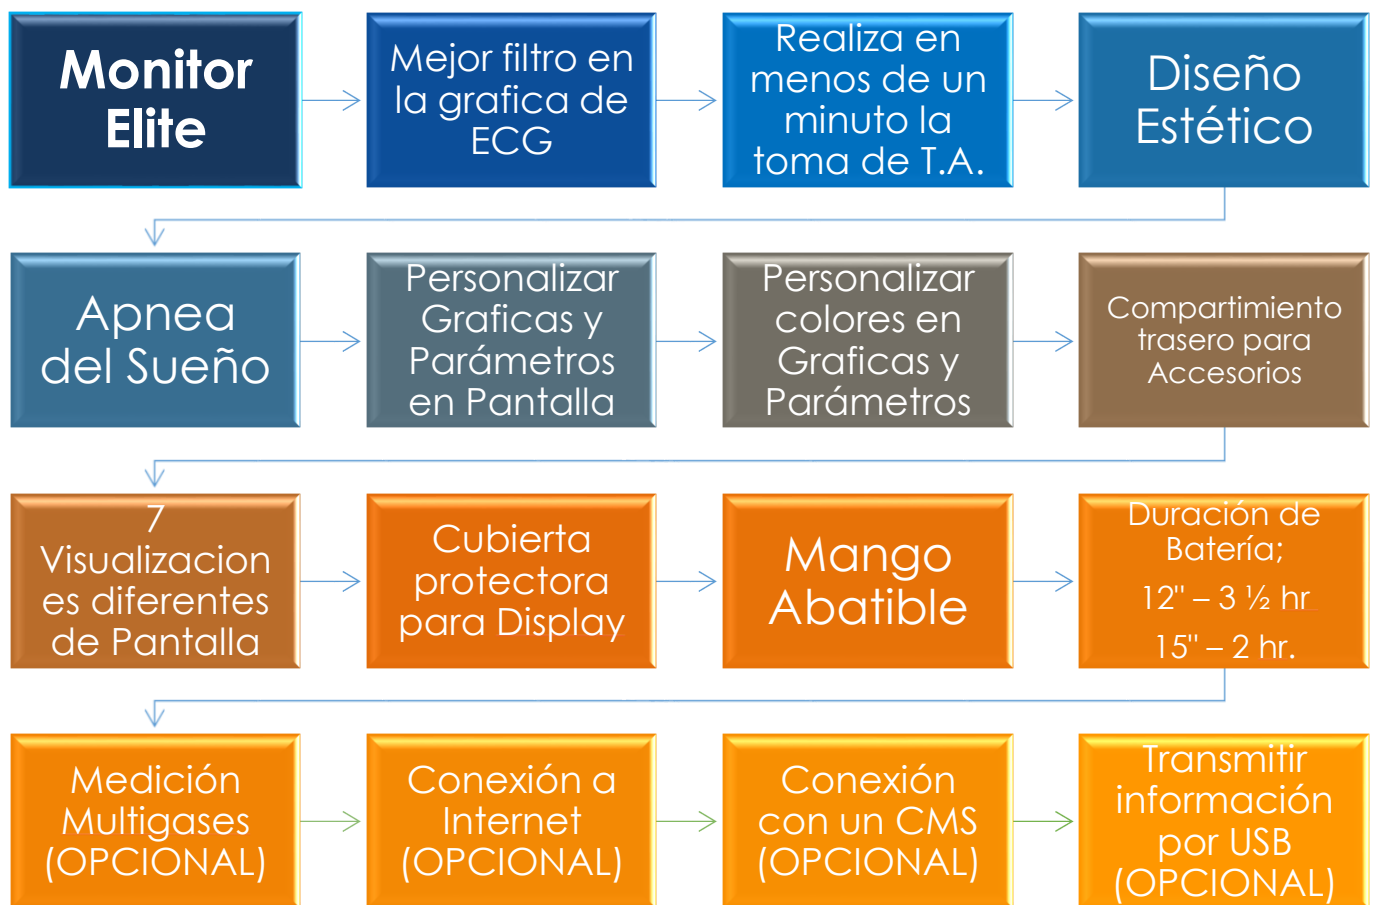 Monitor
Elite
Mejor filtro en
la grafica de
ECG
Realiza en
menos de un
minuto la
toma de T.A.
Diseño
Estético
Apnea
del Sueño
Personalizar
Graficas y
Parámetros
en Pantalla
Personalizar
colores en
Graficas y
Parámetros
Compartimiento
trasero para
Accesorios
7
Visualizacion
es diferentes
de Pantalla
Cubierta
protectora
para Display
Mango
Abatible
Duración de
Batería;
12" – 3 ½ hr
15" – 2 hr.
Medición
Multigases
(OPCIONAL)
Conexión a
Internet
(OPCIONAL)
Conexión
con un CMS
(OPCIONAL)
Transmitir
información
por USB
(OPCIONAL)